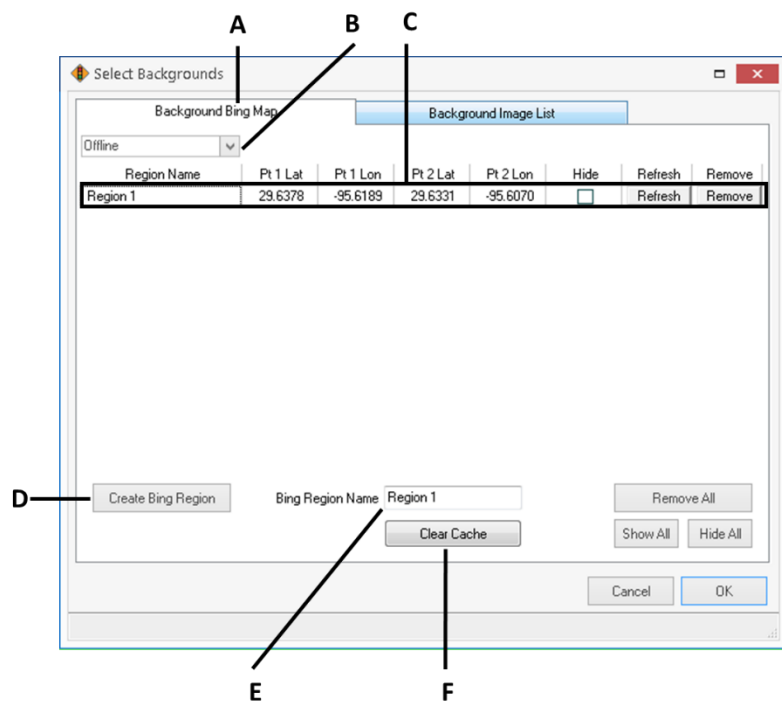 A B C
Select Backgrounds
Background Bing Map Background Image List
Offline
Region Name Pt 1 Lat Pt 1 Lon Pt 2 Lat Pt 2 Lon Hide Refresh Remove
Region 1 29.6378 -95.6189 29.6331 -95.6070 Refresh Remove
D Create Bing Region Bing Region Name Region 1 Remove All
Clear Cache Show All Hide All
Cancel OK
E F